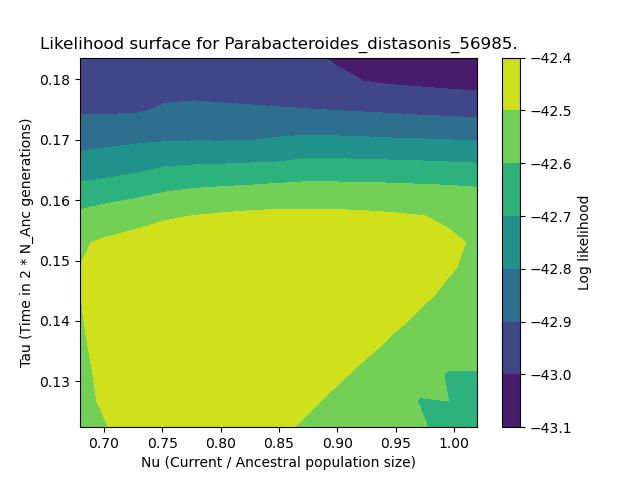 Likelihood surface for Parabacteroides_distasonis_56985.
Tau (Time in 2 * N_Anc generations)
0.18
0.17
0.16
0.15
0.14
0.13
0.70 0.75 0.80 0.85 0.90 0.95 1.00
Nu (Current / Ancestral population size)
−42.4
−42.5
−42.6
−42.7
−42.8
−42.9
−43.0
−43.1
Log likelihood